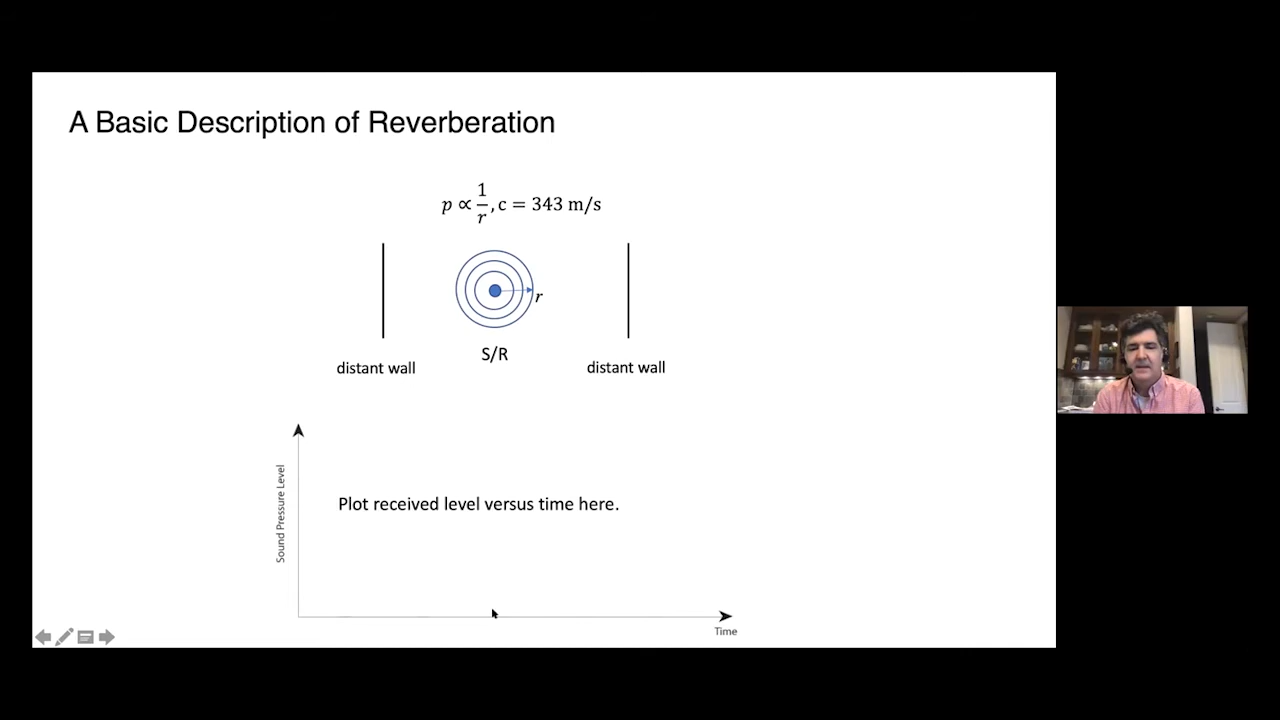 A Basic Description of Reverberation
p ∝ 1/r, c = 343 m/s
r
S/R
distant wall
distant wall
Sound Pressure Level
Plot received level versus time here.
Time